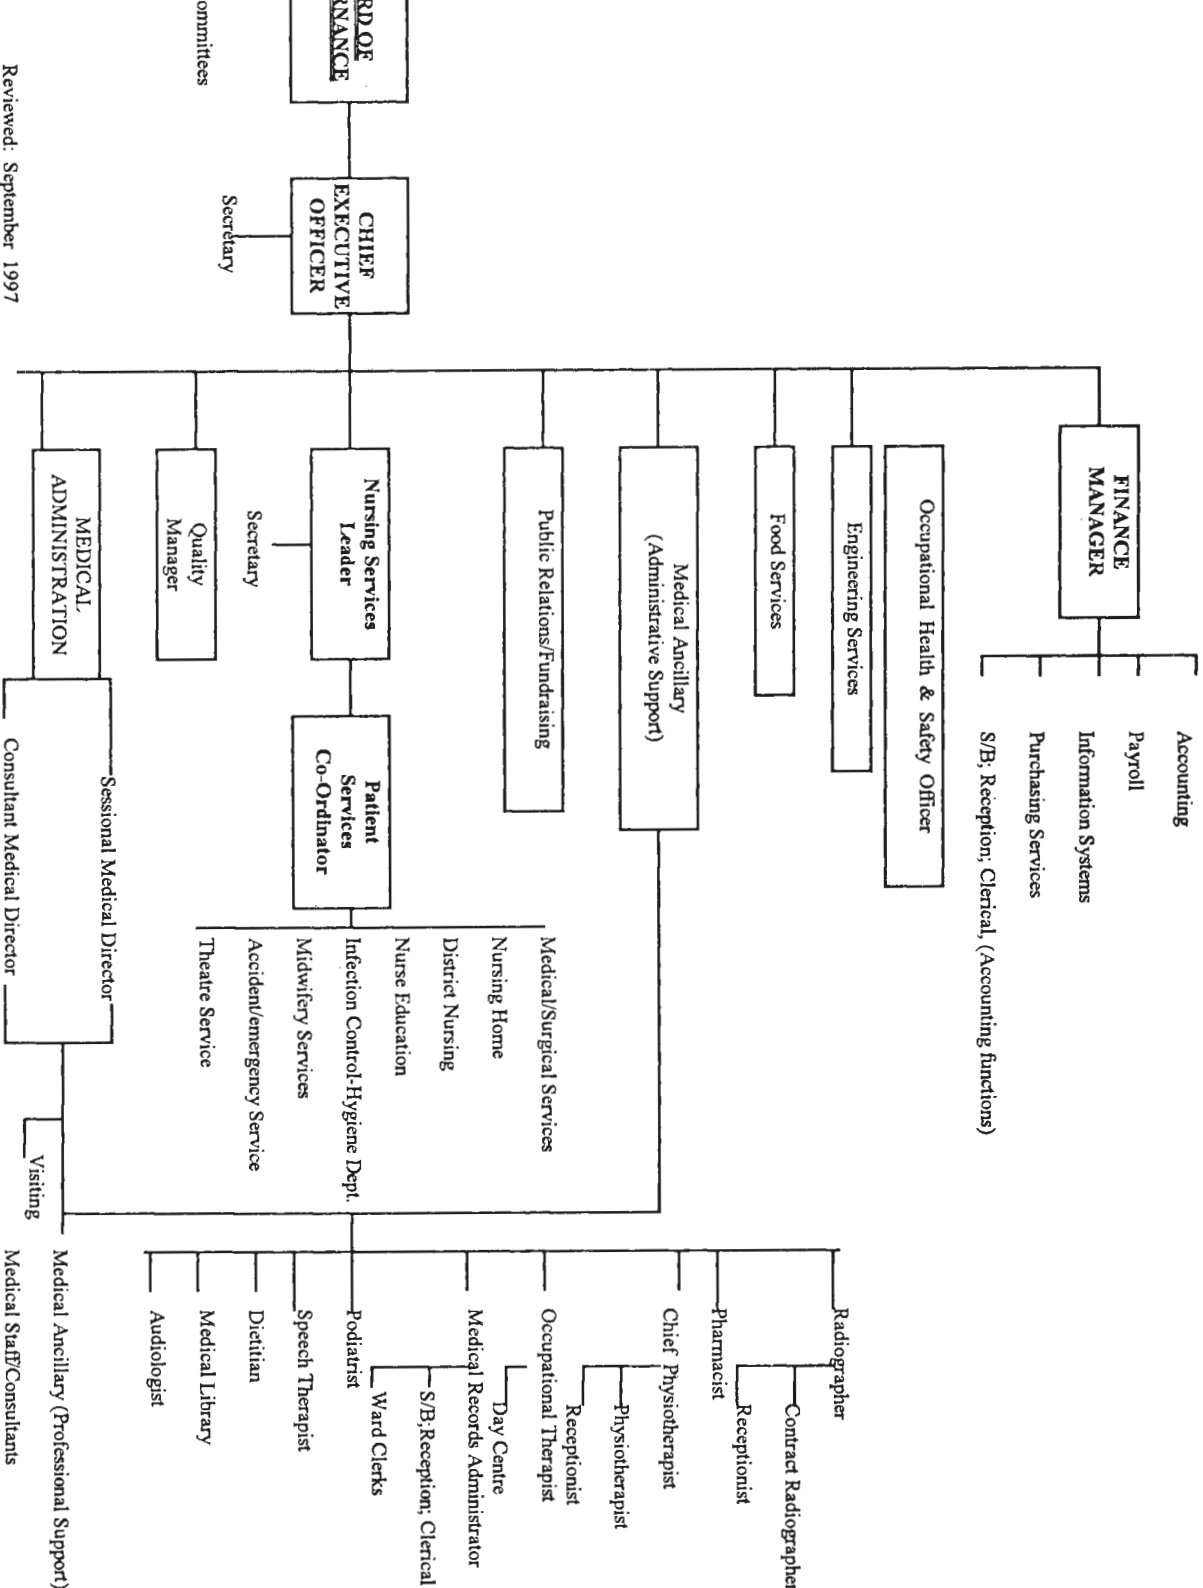 Accounting
Payroll
Information Systems
Purchasing Services
S/B; Reception; Clerical, (Accounting functions)
FINANCE
MANAGER
Occupational Health & Safety Officer
Engineering Services
Food Services
Medical Ancillary
(Administrative Support)
Public Relations/Fundraising
RD OF
RNANCE
ommittees
CHIEF
EXECUTIVE
OFFICER
Secretary
Nursing Services
Leader
Secretary
Patient
Services
Co-Ordinator
Medical/Surgical Services
Nursing Home
District Nursing
Nurse Education
Infection Control-Hygiene Dept.
Midwifery Services
Accident/emergency Service
Theatre Service
Quality
Manager
MEDICAL
ADMINISTRATION
Sessional Medical Director
Consultant Medical Director
Radiographer
Contract Radiographer
Receptionist
Pharmacist
Chief Physiotherapist
Physiotherapist
Receptionist
Occupational Therapist
Day Centre
Medical Records Administrator
S/B;Reception; Clerical
Ward Clerks
Podiatrist
Speech Therapist
Dietitian
Medical Library
Audiologist
Medical Ancillary (Professional Support)
Visiting
Medical Staff/Consultants
Reviewed: September 1997